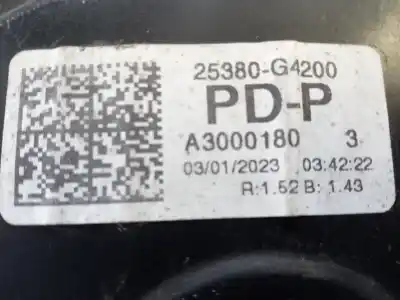 25380-G4200
PD-P
A3000180 3
03/01/2023 03:42:22
R:1.52 B: 1.43